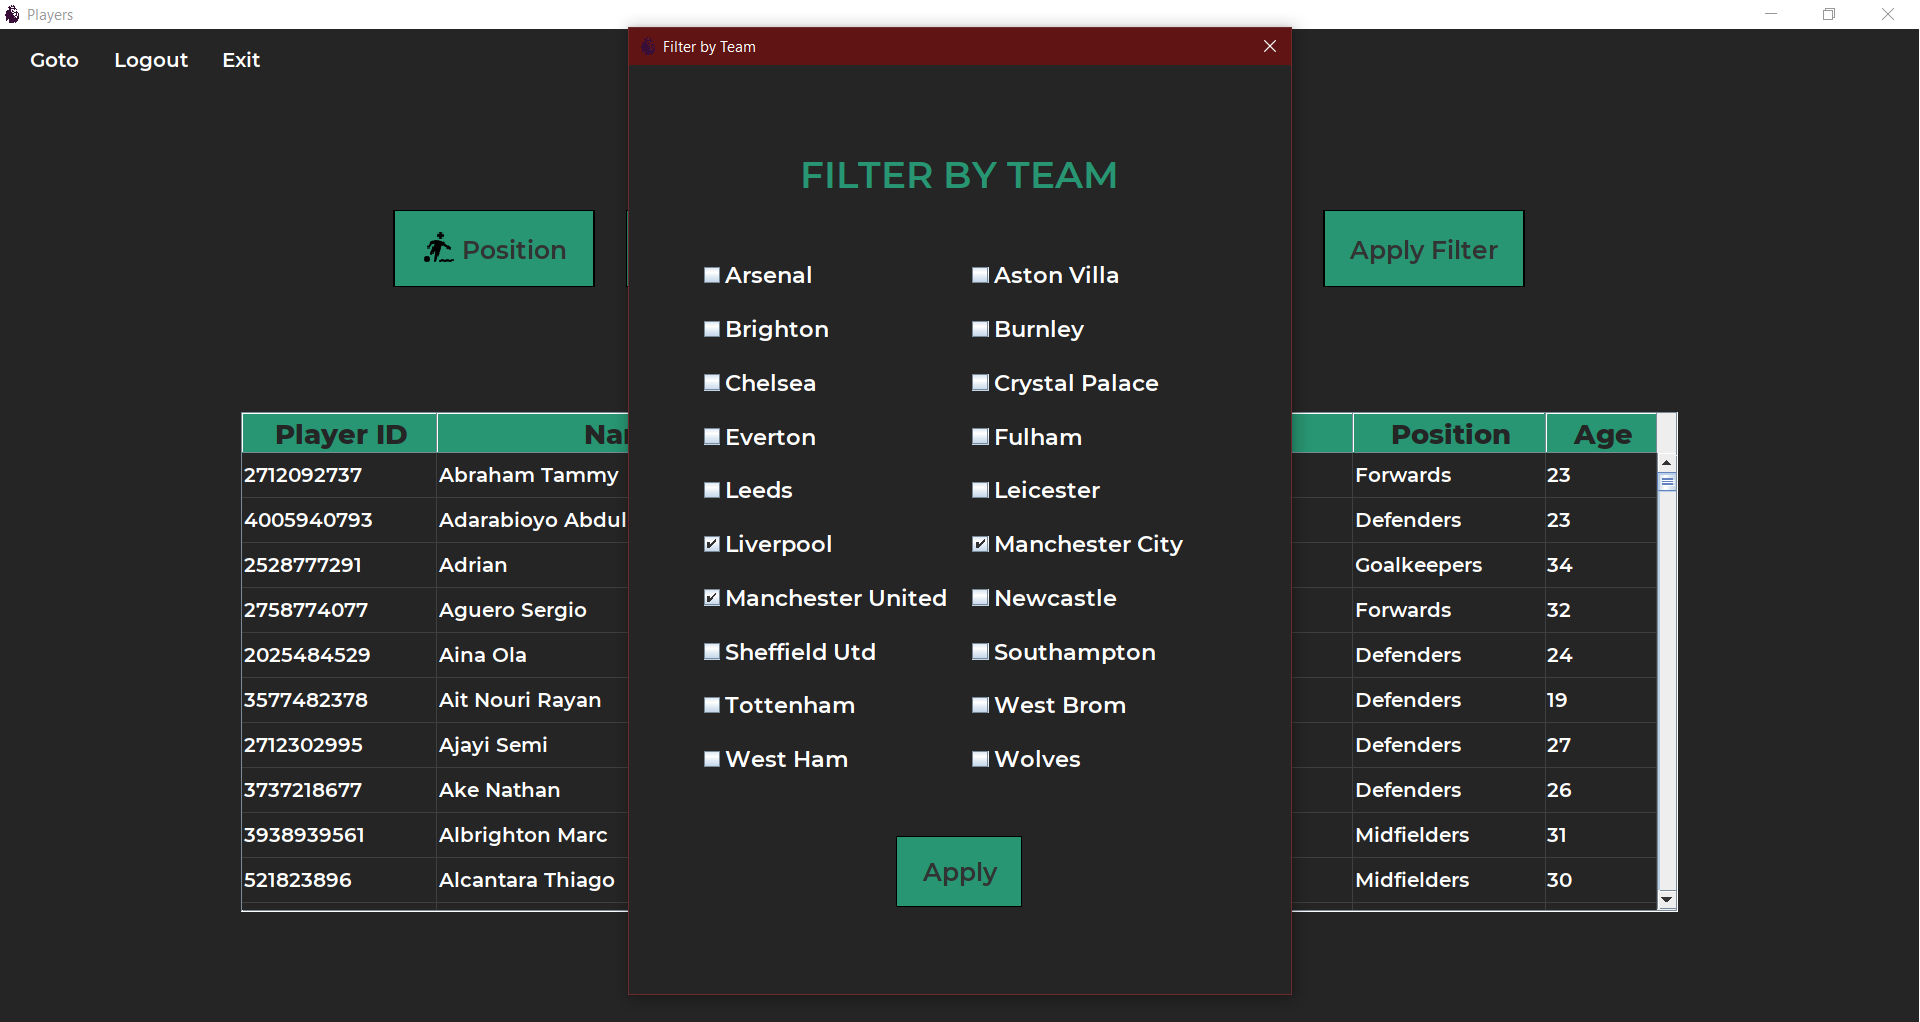 Players
Filter by Team
Goto Logout Exit
FILTER BY TEAM
Position
Apply Filter
Arsenal
Aston Villa
Brighton
Burnley
Chelsea
Crystal Palace
Everton
Fulham
Leeds
Leicester
Liverpool
Manchester City
Manchester United
Newcastle
Sheffield Utd
Southampton
Tottenham
West Brom
West Ham
Wolves
Apply
Player ID Position Age
2712092737 Abraham Tammy Forwards 23
4005940793 Adarabioyo Abdul Defenders 23
2528777291 Adrian Goalkeepers 34
2758774077 Aguero Sergio Forwards 32
2025484529 Aina Ola Defenders 24
3577482378 Ait Nouri Rayan Defenders 19
2712302995 Ajayi Semi Defenders 27
3737218677 Ake Nathan Defenders 26
3938939561 Albrighton Marc Midfielders 31
521823896 Alcantara Thiago Midfielders 30